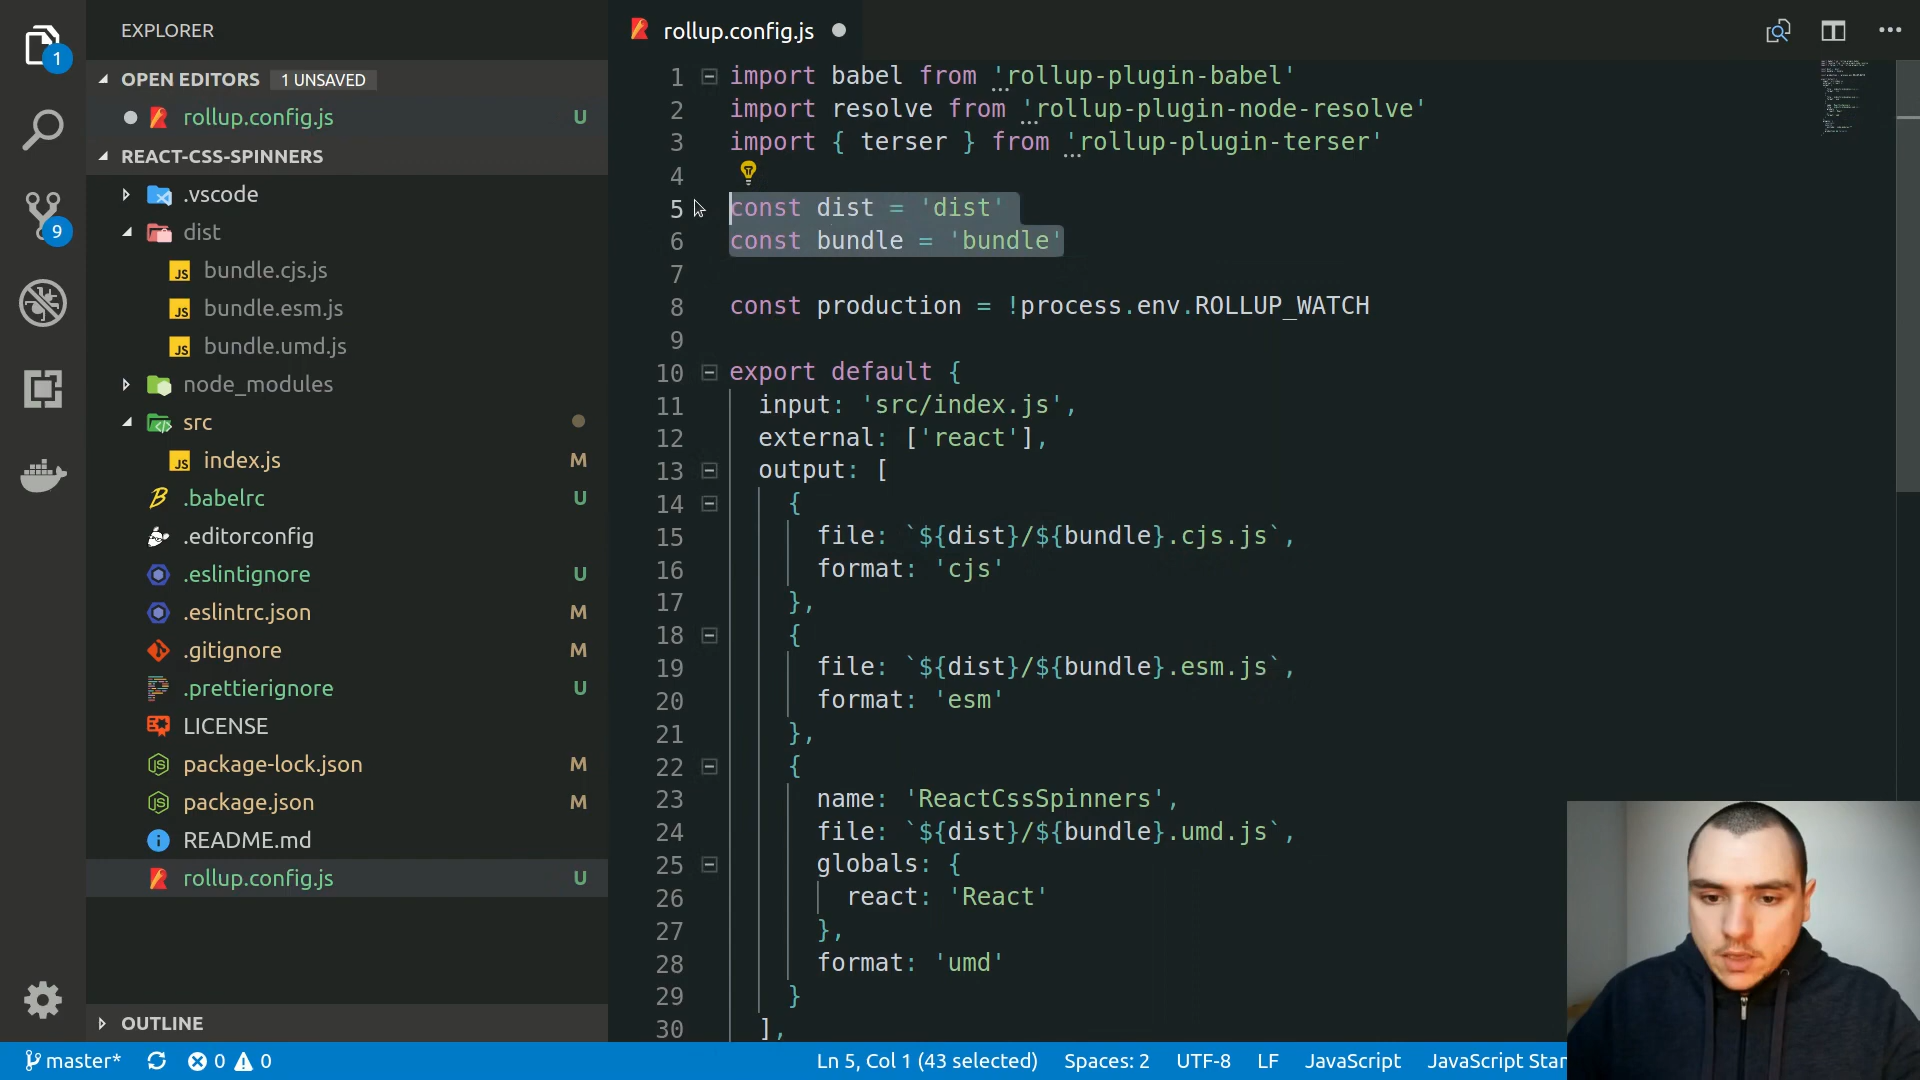 EXPLORER
OPEN EDITORS 1 UNSAVED
rollup.config.js U
REACT-CSS-SPINNERS
.vscode
dist
bundle.cjs.js
bundle.esm.js
bundle.umd.js
node_modules
src
index.js M
.babelrc U
.editorconfig
.eslintignore U
.eslintrc.json M
.gitignore M
.prettierignore U
LICENSE
package-lock.json M
package.json M
README.md
rollup.config.js U
OUTLINE
1
9
rollup.config.js
1 import babel from 'rollup-plugin-babel'
2 import resolve from 'rollup-plugin-node-resolve'
3 import { terser } from 'rollup-plugin-terser'
4
5 const dist = 'dist'
6 const bundle = 'bundle'
7
8 const production = !process.env.ROLLUP_WATCH
9
10 export default {
11 input: 'src/index.js',
12 external: ['react'],
13 output: [
14 {
15 file: `${dist}/${bundle}.cjs.js`,
16 format: 'cjs'
17 },
18 {
19 file: `${dist}/${bundle}.esm.js`,
20 format: 'esm'
21 },
22 {
23 name: 'ReactCssSpinners',
24 file: `${dist}/${bundle}.umd.js`,
25 globals: {
26 react: 'React'
27 },
28 format: 'umd'
29 }
30 ],
master* 0 0 Ln 5, Col 1 (43 selected) Spaces: 2 UTF-8 LF JavaScript JavaScript Stan